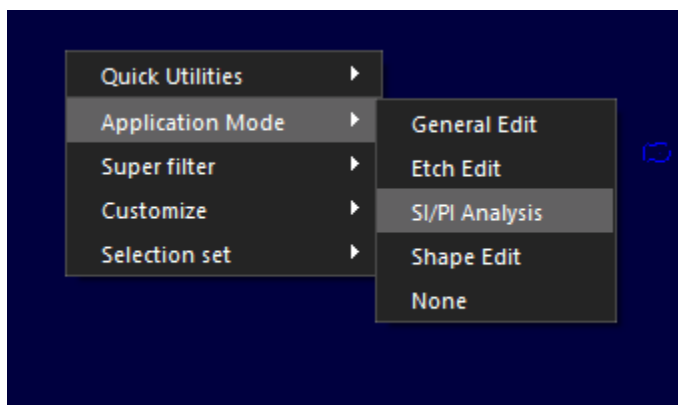 Quick Utilities
Application Mode
Super filter
Customize
Selection set
General Edit
Etch Edit
SI/PI Analysis
Shape Edit
None